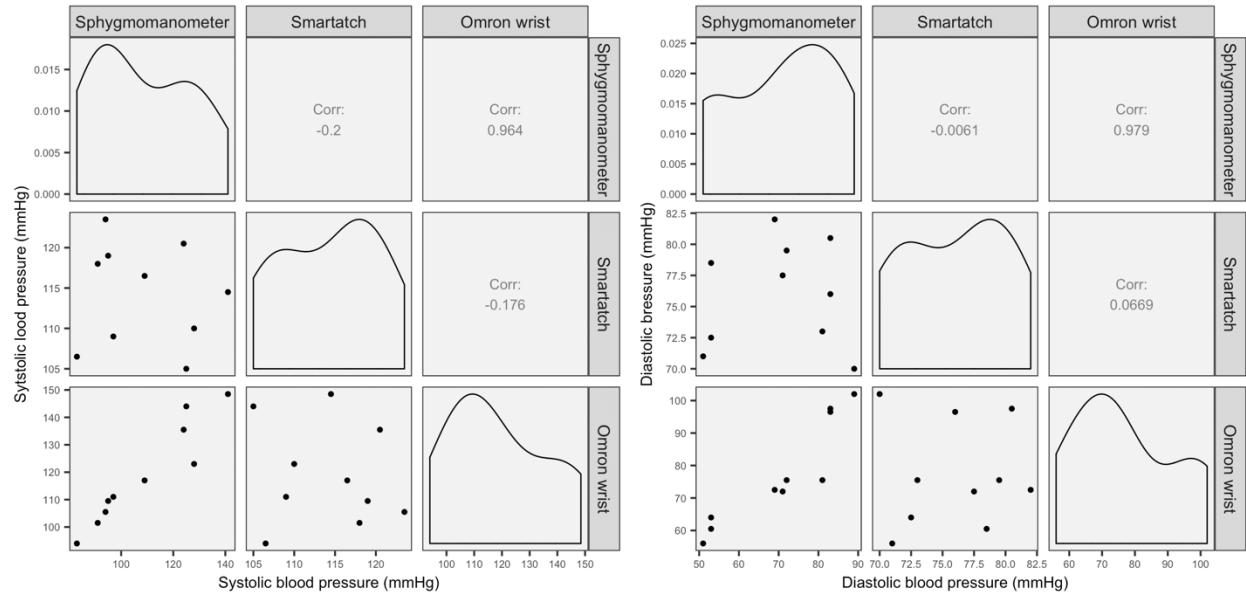 Sphygmomanometer Smartatch Omron wrist
Sphygmomanometer
0.015
0.010
0.005
0.000
Corr:
-0.2
Corr:
0.964
Sytstolic lood pressure (mmHg)
Smartatch
120
115
110
105
Corr:
-0.176
Omron wrist
150
140
130
120
110
100
100 120 140 105 110 115 120 100 110 120 130 140 150
Systolic blood pressure (mmHg)
Sphygmomanometer Smartatch Omron wrist
Sphygmomanometer
0.025
0.020
0.015
0.010
0.005
0.000
Corr:
-0.0061
Corr:
0.979
Diastolic bressure (mmHg)
Smartatch
82.5
80.0
77.5
75.0
72.5
70.0
Corr:
0.0669
Omron wrist
100
90
80
70
60
50 60 70 80 90 70.0 72.5 75.0 77.5 80.0 82.5 60 70 80 90 100
Diastolic blood pressure (mmHg)